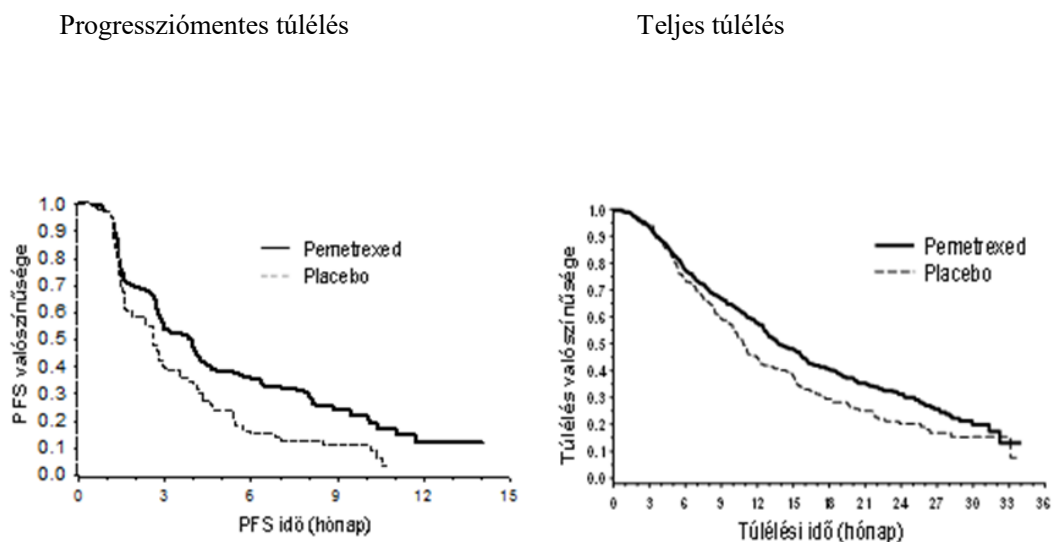 Progressziómentes túlélés
Teljes túlélés
1.0
0.9
0.8
0.7
0.6
0.5
0.4
0.3
0.2
0.1
0.0
PFS valószínűsége
Pemetrexed
Placebo
0 3 6 9 12 15
PFS idő (hónap)
1.0
0.9
0.8
0.7
0.6
0.5
0.4
0.3
0.2
0.1
0.0
Túlélés valószínűsége
Pemetrexed
Placebo
0 3 6 9 12 15 18 21 24 27 30 33 36
Túlélési idő (hónap)